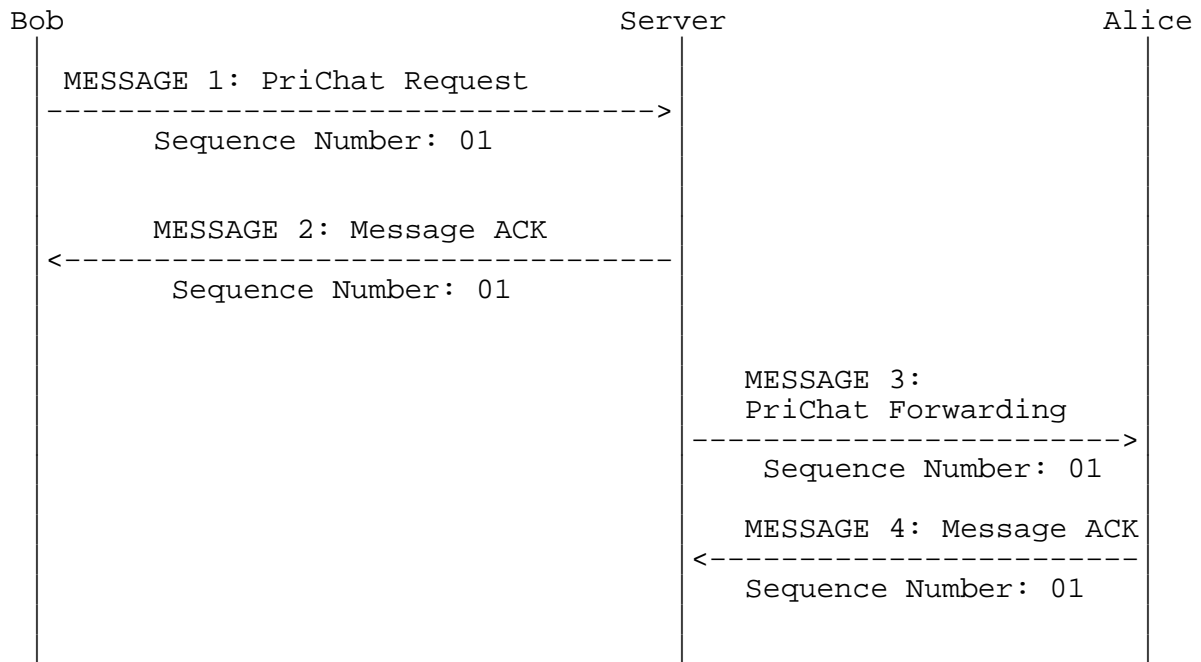 Bob Server Alice
MESSAGE 1: PriChat Request
Sequence Number: 01
MESSAGE 2: Message ACK
Sequence Number: 01
MESSAGE 3:
PriChat Forwarding
Sequence Number: 01
MESSAGE 4: Message ACK
Sequence Number: 01